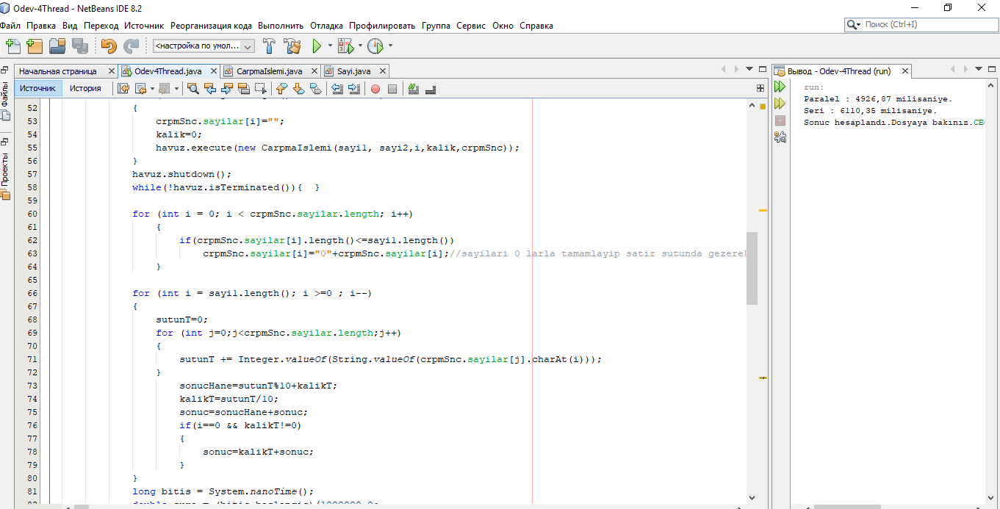 Odev-4Thread - NetBeans IDE 8.2
Файл Правка Вид Переход Источник Реорганизация кода Выполнить Отладка Профилировать Группа Сервис Окно Справка
Поиск (Ctrl+I)
<настройка по умол...
Начальная страница Odev4Thread.java CarpmaIslemi.java Sayi.java
Источник История
Файлы
Проекты
52 {
53 crpmSnc.sayilar[i]="";
54 kalik=0;
55 havuz.execute(new CarpmaIslemi(sayi1, sayi2,i,kalik,crpmSnc));
56 }
57 havuz.shutdown();
58 while(!havuz.isTerminated()){ }
59
60 for (int i = 0; i < crpmSnc.sayilar.length; i++)
61 {
62 if(crpmSnc.sayilar[i].length()<=sayi1.length())
63 crpmSnc.sayilar[i]="0"+crpmSnc.sayilar[i];//sayilari 0 larla tamamlayip satir sutunda gezerel
64 }
65
66 for (int i = sayi1.length(); i >=0 ; i--)
67 {
68 sutunT=0;
69 for (int j=0;j<crpmSnc.sayilar.length;j++)
70 {
71 sutunT += Integer.valueOf(String.valueOf(crpmSnc.sayilar[j].charAt(i)));
72 }
73 sonucHane=sutunT%10+kalikT;
74 kalikT=sutunT/10;
75 sonuc=sonucHane+sonuc;
76 if(i==0 && kalikT!=0)
77 {
78 sonuc=kalikT+sonuc;
79 }
80 }
81 long bitis = System.nanoTime();
Вывод - Odev-4Thread (run)
run:
Paralel : 4926,87 milisaniye.
Seri : 6110,35 milisaniye.
Sonuc hesaplandı.Dosyaya bakınız.